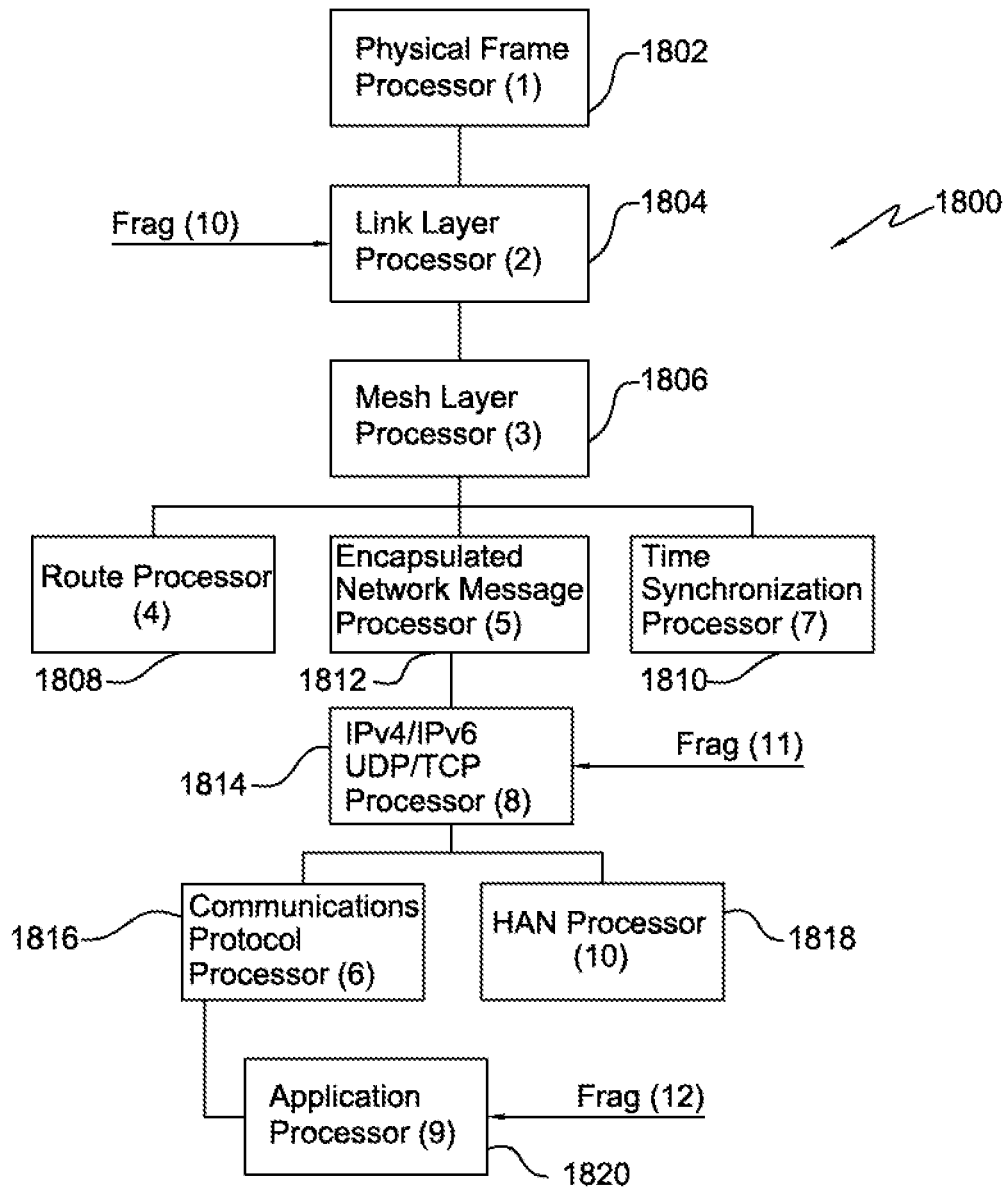 Physical Frame
Processor (1)
1802
Link Layer
Processor (2)
1804
Frag (10)
1800
Mesh Layer
Processor (3)
1806
Route Processor
(4)
1808
Encapsulated
Network Message
Processor (5)
1812
Time
Synchronization
Processor (7)
1810
IPv4/IPv6
UDP/TCP
Processor (8)
1814
Frag (11)
Communications
Protocol
Processor (6)
1816
HAN Processor
(10)
1818
Application
Processor (9)
Frag (12)
1820